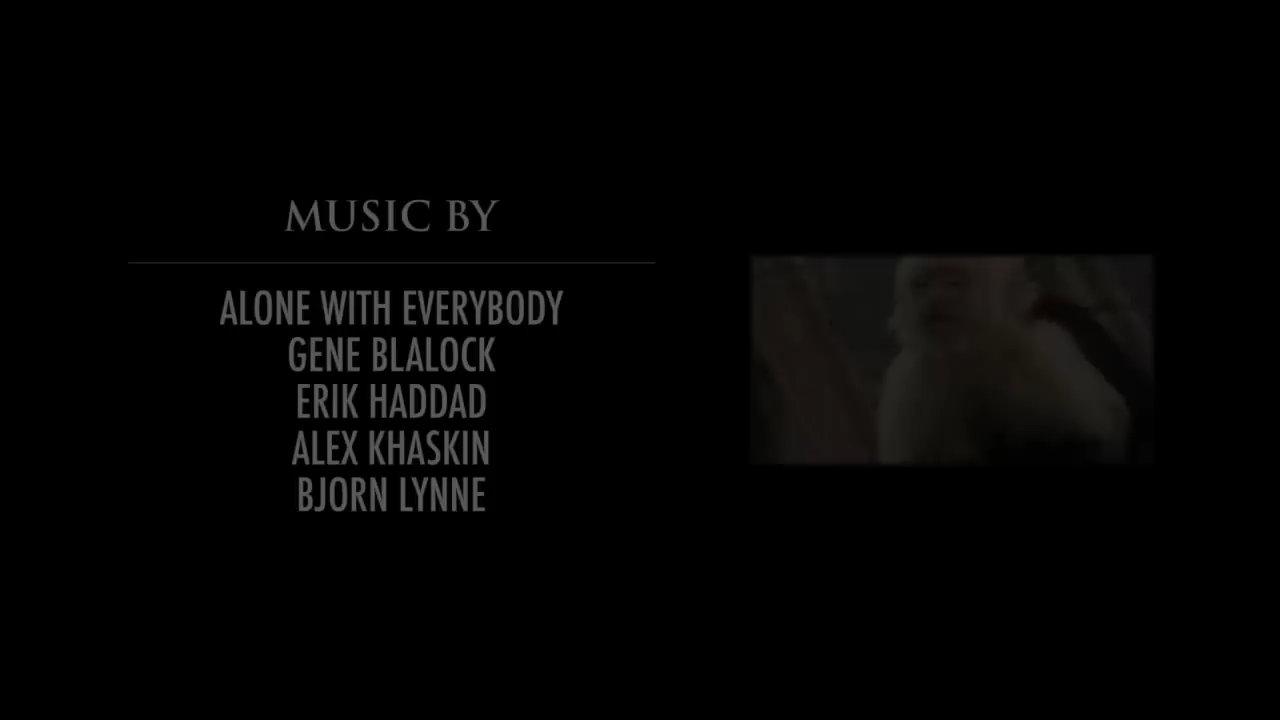 MUSIC BY
ALONE WITH EVERYBODY
GENE BLALOCK
ERIK HADDAD
ALEX KHASKIN
BJORN LYNNE